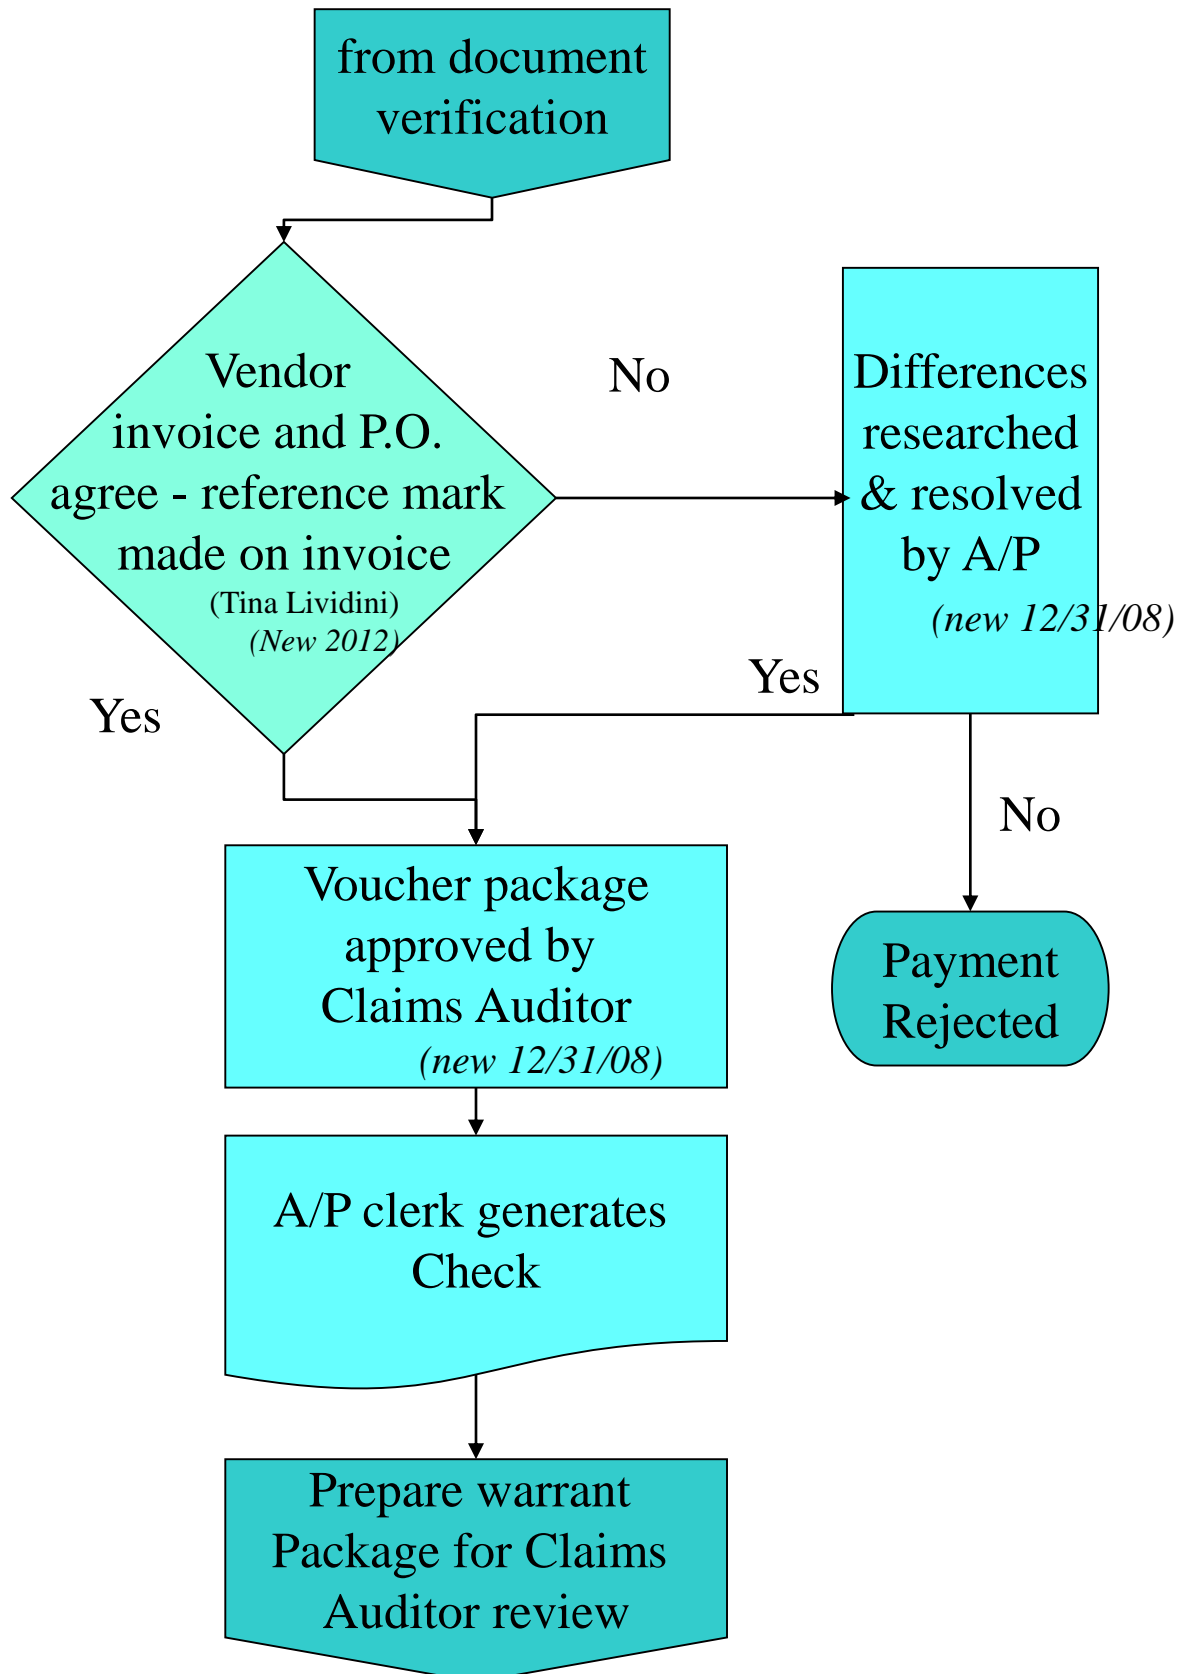 from document
verification
Vendor
invoice and P.O.
agree - reference mark
made on invoice
(Tina Lividini)
(New 2012)
No
Differences
researched
& resolved
by A/P
(new 12/31/08)
Yes
Yes
No
Voucher package
approved by
Claims Auditor
(new 12/31/08)
Payment
Rejected
A/P clerk generates
Check
Prepare warrant
Package for Claims
Auditor review